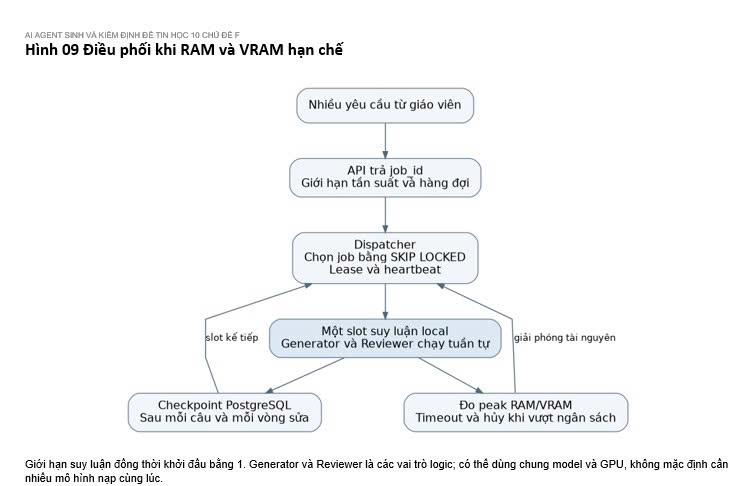 AI AGENT SINH VÀ KIỂM ĐỊNH ĐỀ TIN HỌC 10 CHỦ ĐỀ F
Hình 09 Điều phối khi RAM và VRAM hạn chế
Nhiều yêu cầu từ giáo viên
API trả job_id
Giới hạn tần suất và hàng đợi
Dispatcher
Chọn job bằng SKIP LOCKED
Lease và heartbeat
slot kế tiếp
Một slot suy luận local
Generator và Reviewer chạy tuần tự
giải phóng tài nguyên
Checkpoint PostgreSQL
Sau mỗi câu và mỗi vòng sửa
Đo peak RAM/VRAM
Timeout và hủy khi vượt ngân sách
Giới hạn suy luận đồng thời khởi đầu bằng 1. Generator và Reviewer là các vai trò logic; có thể dùng chung model và GPU, không mặc định cần
nhiều mô hình nạp cùng lúc.